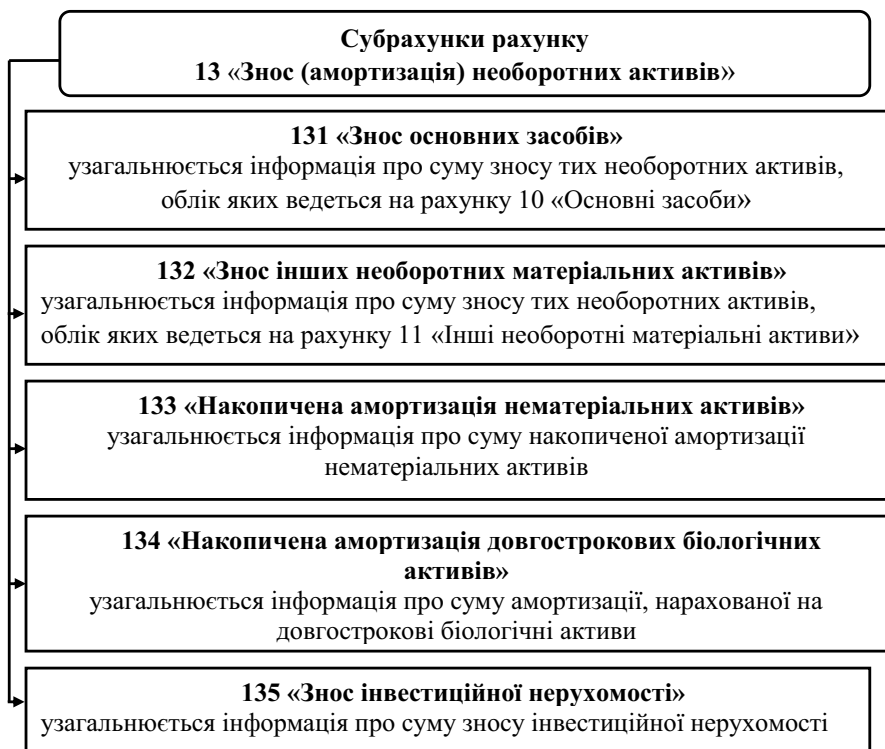 Субрахунки рахунку
13 «Знос (амортизація) необоротних активів»
131 «Знос основних засобів»
узагальнюється інформація про суму зносу тих необоротних активів,
облік яких ведеться на рахунку 10 «Основні засоби»
132 «Знос інших необоротних матеріальних активів»
узагальнюється інформація про суму зносу тих необоротних активів,
облік яких ведеться на рахунку 11 «Інші необоротні матеріальні активи»
133 «Накопичена амортизація нематеріальних активів»
узагальнюється інформація про суму накопиченої амортизації
нематеріальних активів
134 «Накопичена амортизація довгострокових біологічних
активів»
узагальнюється інформація про суму амортизації, нарахованої на
довгострокові біологічні активи
135 «Знос інвестиційної нерухомості»
узагальнюється інформація про суму зносу інвестиційної нерухомості